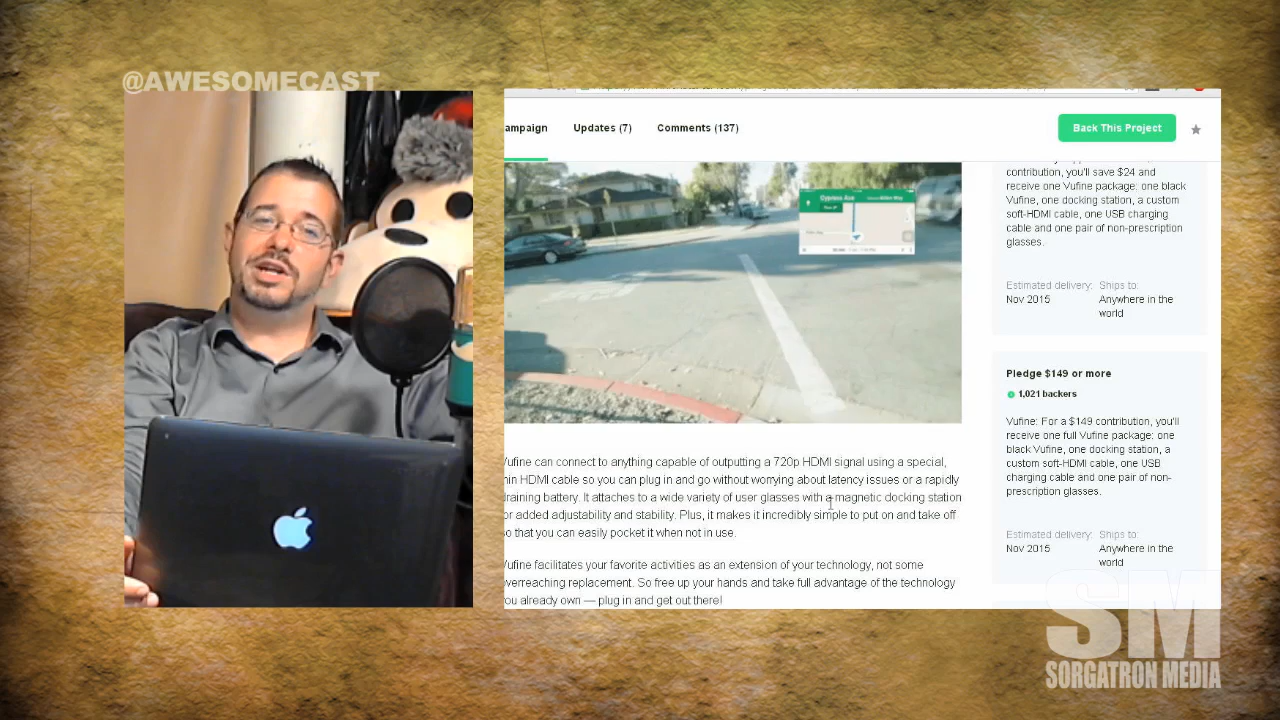 @AWESOMECAST
ampaign
Updates (7)
Comments (137)
Back This Project
Cypress Ave
contribution, you'll save $24 and
receive one Vufine package: one black
Vufine, one docking station, a custom
soft-HDMI cable, one USB charging
cable and one pair of non-prescription
glasses.
Estimated delivery: Ships to:
Nov 2015 Anywhere in the
world
Pledge $149 or more
1,021 backers
Vufine: For a $149 contribution, you'll
receive one full Vufine package: one
black Vufine, one docking station, a
custom soft-HDMI cable, one USB
charging cable and one pair of non-
prescription glasses.
Estimated delivery: Ships to:
Nov 2015 Anywhere in the
world
Vufine can connect to anything capable of outputting a 720p HDMI signal using a special,
hin HDMI cable so you can plug in and go without worrying about latency issues or a rapidly
draining battery. It attaches to a wide variety of user glasses with a magnetic docking station
or added adjustability and stability. Plus, it makes it incredibly simple to put on and take off
so that you can easily pocket it when not in use.
Vufine facilitates your favorite activities as an extension of your technology, not some
overreaching replacement. So free up your hands and take full advantage of the technology
you already own — plug in and get out there!
SM
SORGATRON MEDIA